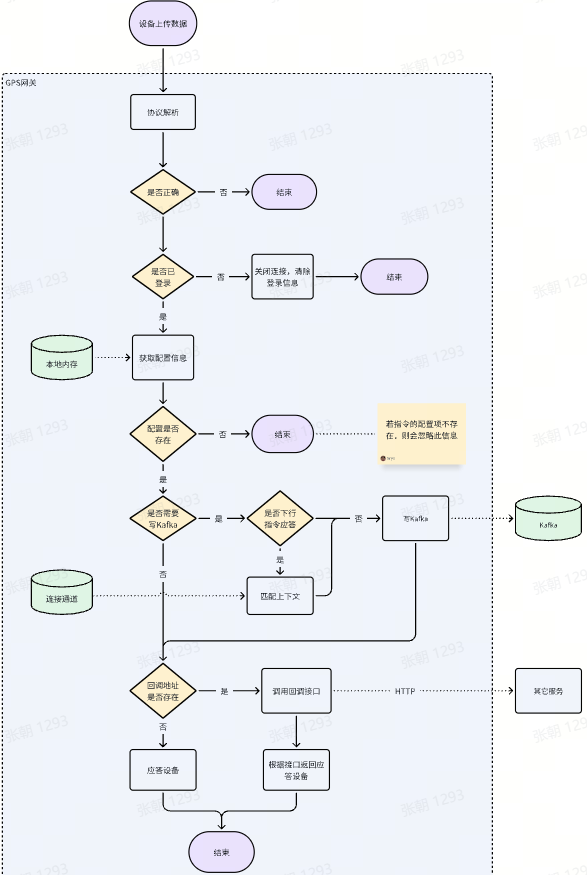 设备上传数据
GPS网关
协议解析
是否正确
否
结束
是否已
登录
否
关闭连接，清除
登录信息
结束
是
本地内存
获取配置信息
配置是否
存在
否
结束
若指令的配置项不存
在，则会忽略此信息
是
是否需要
写Kafka
是
是否下行
指令应答
否
写Kafka
Kafka
是
否
连接通道
匹配上下文
回调地址
是否存在
是
调用回调接口
HTTP
其它服务
否
应答设备
根据接口返回应
答设备
结束
张朝 1293